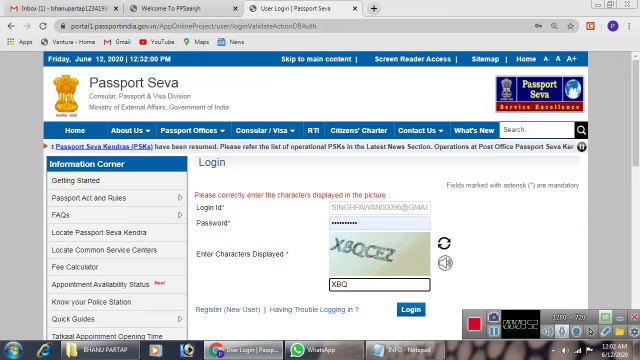 Inbox (1) - bhanupartap1234199
Welcome To PPSaanjh
User Login | Passport Seva
portal1.passportindia.gov.in/AppOnlineProject/user/loginValidateActionDBAuth
Apps
Ventura - Home
Gmail
YouTube
Maps
Availability
News
Translate
Friday, June 12, 2020 12:32:00 PM
Skip to main content
Screen Reader Access
Sitemap
Home
A-
A
A+
Passport Seva
Consular, Passport & Visa Division
Ministry of External Affairs, Government of India
Passport
Seva
Service Excellence
Home
About Us
Passport Offices
Consular / Visa
RTI
Citizens' Charter
Contact Us
What's New
Search...
t Passport Seva Kendras (PSKs) have been resumed. Please refer the list of operational PSKs in the Latest News Section. Operations at Post Office Passport Seva Ken
Information Corner
Getting Started
Passport Act and Rules
FAQs
Locate Passport Seva Kendra
Locate Common Service Centers
Fee Calculator
Appointment Availability Status New!
Know your Police Station
Quick Guides
Tatkaal Appointment Opening Time
Login
Fields marked with asterisk (*) are mandatory
Please correctly enter the characters displayed in the picture.
Login Id*
SINGHPAWAN00096@GMAI
Password*
Enter Characters Displayed *
XBQCEZ
XBQ
Register (New User)
Having Trouble Logging in ?
Login
1280 × 720
BHANU PARTAP
User Login | Passp...
WhatsApp
INFO - Notepad
12:02 AM
6/12/2020